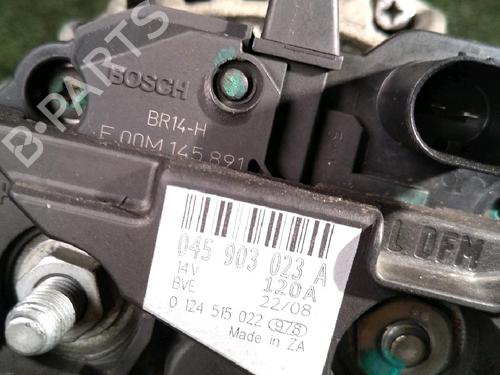 B-PARTS
BOSCH
BR14-H
F 00M 145 891
045 903 023 A
14V 120A
BVE 22/08
0 124 515 022 978
Made in ZA
L DFM